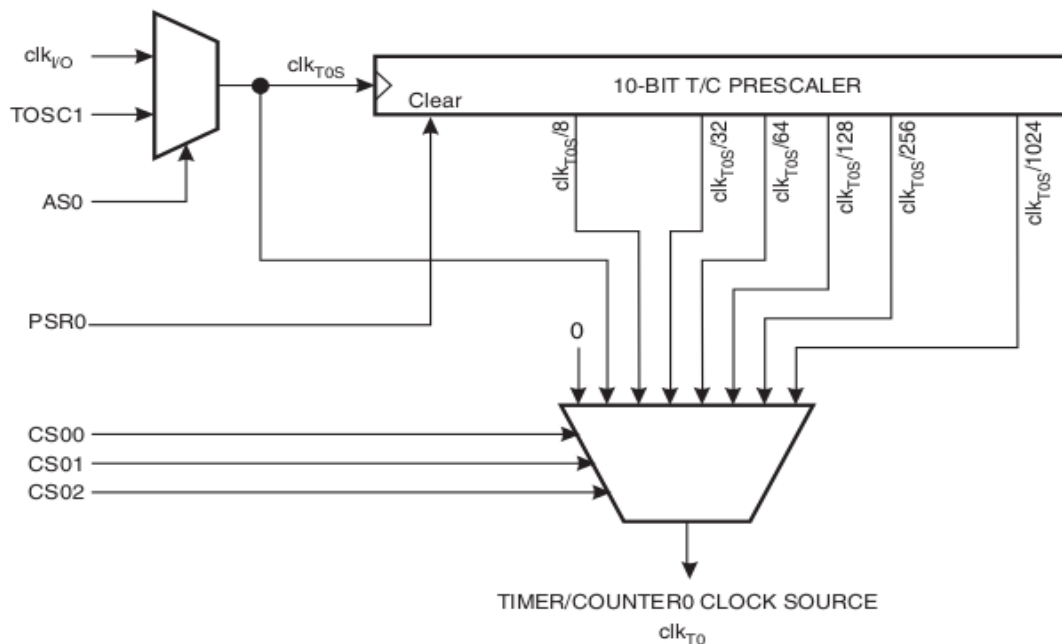 clkI/O
clkT0S
10-BIT T/C PRESCALER
Clear
TOSC1
clkT0S/8
clkT0S/32
clkT0S/64
clkT0S/128
clkT0S/256
clkT0S/1024
AS0
PSR0
0
CS00
CS01
CS02
TIMER/COUNTER0 CLOCK SOURCE
clkT0